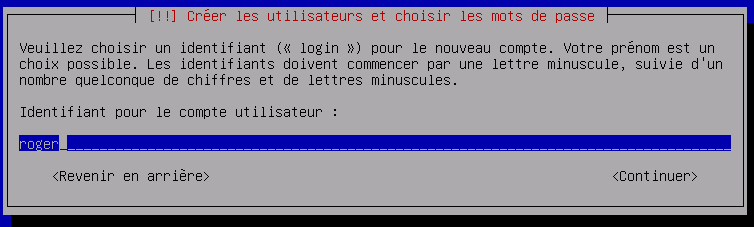 [!!] Créer les utilisateurs et choisir les mots de passe
Veuillez choisir un identifiant (« login ») pour le nouveau compte. Votre prénom est un
choix possible. Les identifiants doivent commencer par une lettre minuscule, suivie d'un
nombre quelconque de chiffres et de lettres minuscules.
Identifiant pour le compte utilisateur :
roger
<Revenir en arrière> <Continuer>